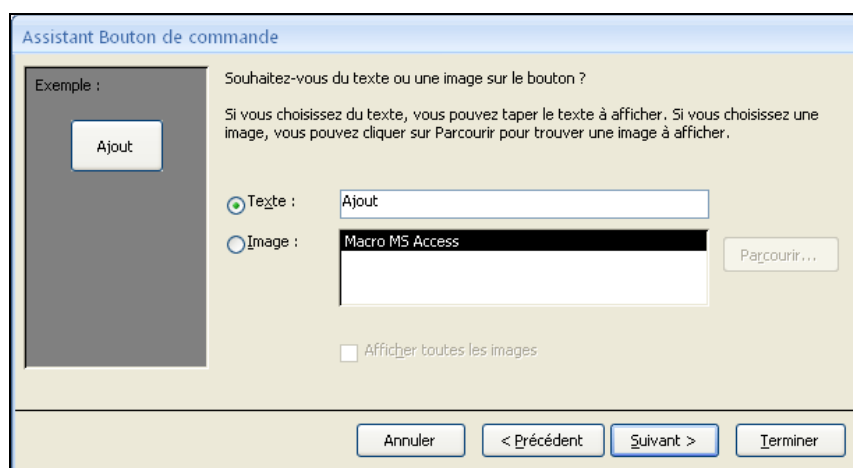 Assistant Bouton de commande
Exemple :
Ajout
Souhaitez-vous du texte ou une image sur le bouton ?
Si vous choisissez du texte, vous pouvez taper le texte à afficher. Si vous choisissez une
image, vous pouvez cliquer sur Parcourir pour trouver une image à afficher.
Texte : Ajout
Image : Macro MS Access
Parcourir...
Afficher toutes les images
Annuler < Précédent Suivant > Terminer